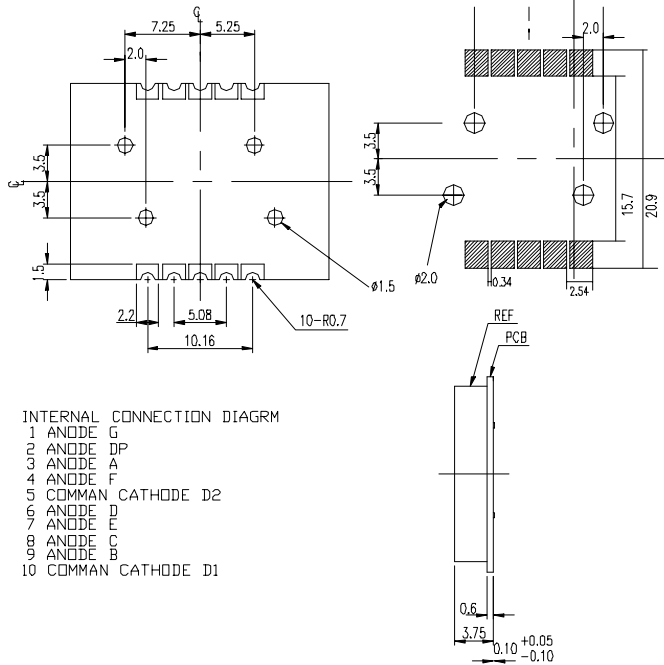 ℄
7.25 5.25
2.0
3.5
℄
3.5
1.5
2.2
5.08
10.16
10-R0.7
ø1.5
2.0
3.5
3.5
ø2.0
15.7
20.9
0.34
2.54
REF
PCB
0.6
3.75
0.10 +0.05
-0.10
INTERNAL CONNECTION DIAGRM
1 ANODE G
2 ANODE DP
3 ANODE A
4 ANODE F
5 COMMAN CATHODE D2
6 ANODE D
7 ANODE E
8 ANODE C
9 ANODE B
10 COMMAN CATHODE D1